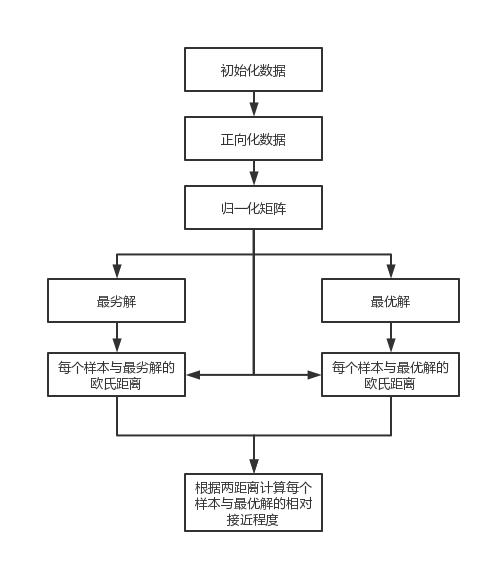 初始化数据
正向化数据
归一化矩阵
最劣解
最优解
每个样本与最劣解的
欧氏距离
每个样本与最优解的
欧氏距离
根据两距离计算每个
样本与最优解的相对
接近程度